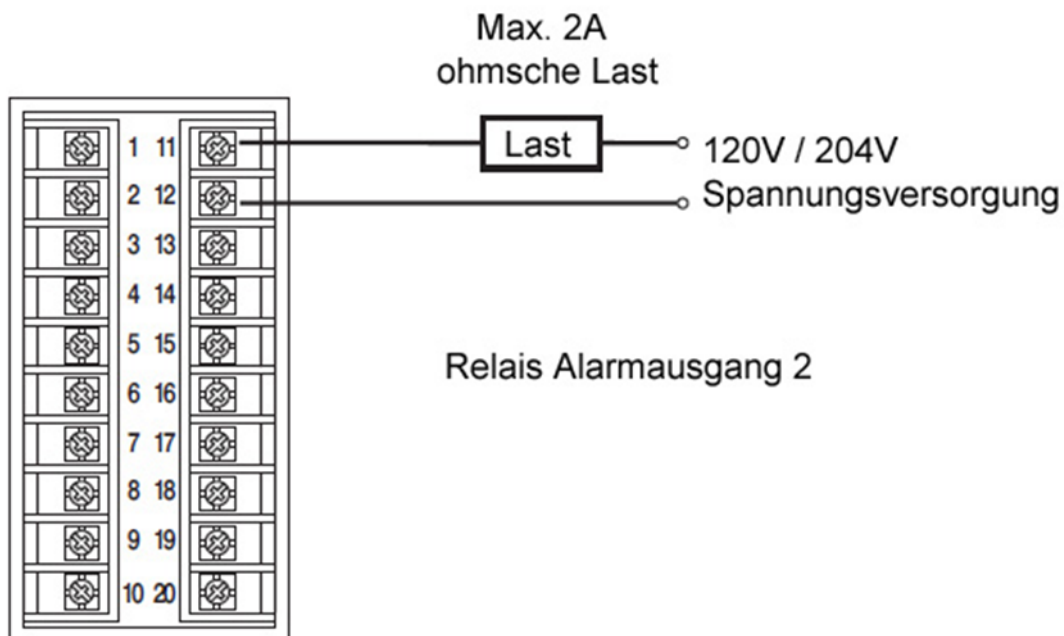 Max. 2A
ohmsche Last
1 11
Last
120V / 204V
2 12
Spannungsversorgung
3 13
4 14
5 15
Relais Alarmausgang 2
6 16
7 17
8 18
9 19
10 20